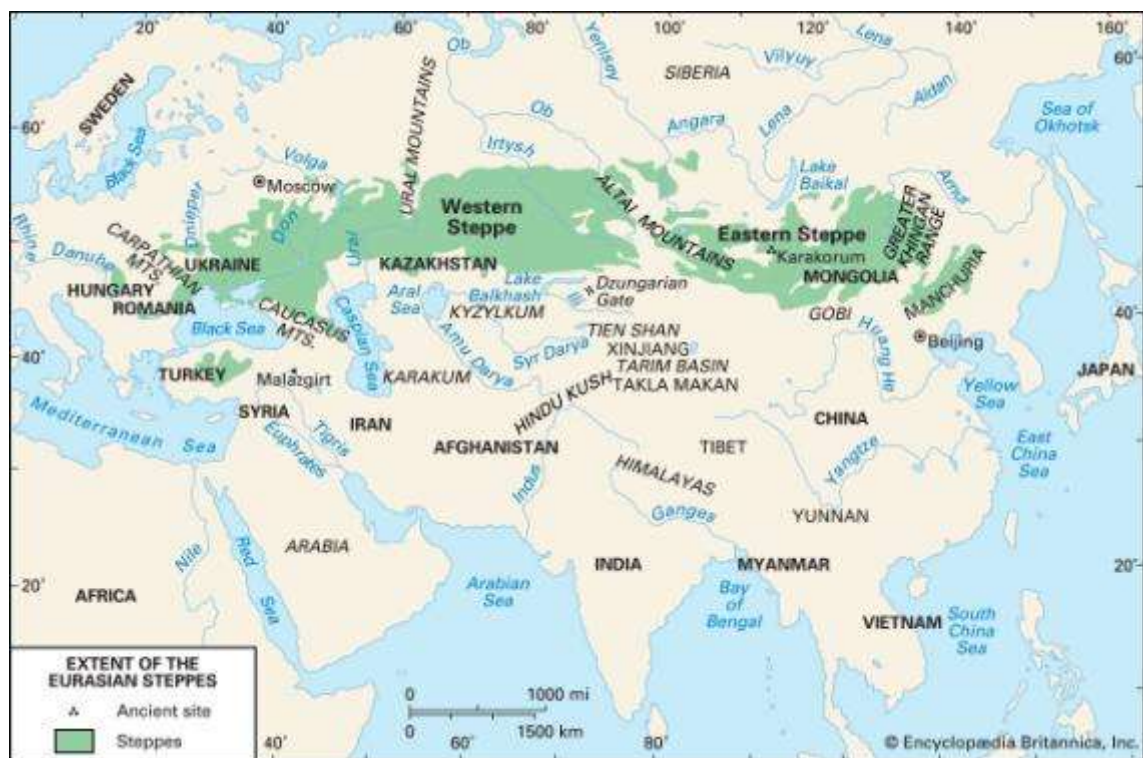 20°
40°
60°
80°
100°
120°
140°
160°
60°
60°
40°
40°
20°
20°
40°
60°
80°
SWEDEN
Black Sea
Ob
Yenisey
SIBERIA
Vilyuy
Lena
Aldan
Sea of
Okhotsk
Volga
Moscow
URAL MOUNTAINS
Ob
Irtysh
Angara
Lena
Lake
Baikal
Amur
Rhine
Dnieper
Don
Western
Steppe
ALTAI MOUNTAINS
Eastern Steppe
Karakorum
MONGOLIA
GREATER
KHINGAN
RANGE
MANCHURIA
Danube
CARPATHIAN
MTS.
UKRAINE
Ural
KAZAKHSTAN
HUNGARY
ROMANIA
Black Sea
CAUCASUS
MTS.
Caspian Sea
Aral
Sea
Lake
Balkhash
KYZYLKUM
Dzungarian
Gate
GOBI
Huang He
Beijing
TIEN SHAN
XINJIANG
TARIM BASIN
TAKLA MAKAN
Syr Darya
Amu Darya
KARAKUM
TURKEY
Malazgirt
Yellow
Sea
JAPAN
Mediterranean Sea
SYRIA
Euphrates
Tigris
IRAN
AFGHANISTAN
HINDU KUSH
CHINA
TIBET
Yangtze
East
China
Sea
Indus
HIMALAYAS
Ganges
YUNNAN
Nile
Red
Sea
ARABIA
AFRICA
Arabian
Sea
INDIA
Bay
of
Bengal
MYANMAR
VIETNAM
South
China
Sea
EXTENT OF THE
EURASIAN STEPPES
Ancient site
Steppes
0 1000 mi
0 1500 km
© Encyclopædia Britannica, Inc.